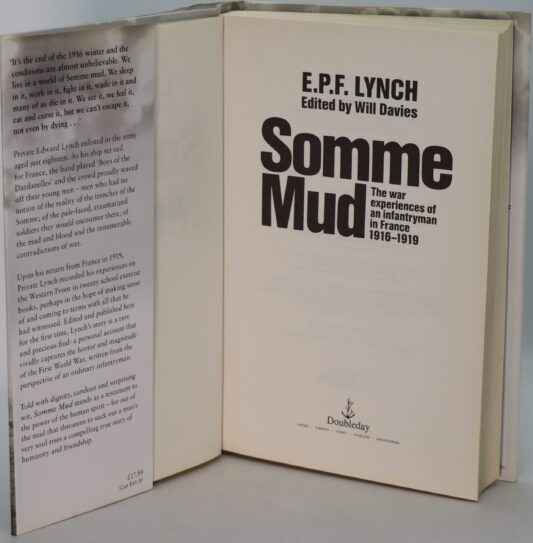 'It's the end of the 1916 winter and the
conditions are almost unbelievable. We
live in a world of Somme mud. We sleep
in it, work in it, fight in it, wade in it and
many of us die in it. We see it, we feel it,
eat and curse it, but we can't escape it,
not even by dying . . .'
Private Edward Lynch enlisted in the army
aged just eighteen. As his ship set sail
for France, the band played 'Boys of the
Dardanelles' and the crowd proudly waved
off their young men – men who had no
notion of the reality of the trenches of the
Somme; of the pale-faced, traumatized
soldiers they would encounter there; of
the mud and blood and the innumerable
contradictions of war.
Upon his return from France in 1919,
Private Lynch recorded his experiences on
the Western Front in twenty school exercise
books, perhaps in the hope of making sense
of and coming to terms with all that he
had witnessed. Edited and published here
for the first time, Lynch's story is a rare
and precious find: a personal account that
vividly captures the horror and magnitude
of the First World War, written from the
perspective of an ordinary infantryman.
Told with dignity, candour and surprising
wit, Somme Mud stands as a testament to
the power of the human spirit – for out of
the mud that threatens to suck out a man's
very soul rises a compelling true story of
humanity and friendship.
£17.99
E.P.F. LYNCH
Edited by Will Davies
Somme
Mud
The war
experiences of
an infantryman
in France
1916–1919
Doubleday